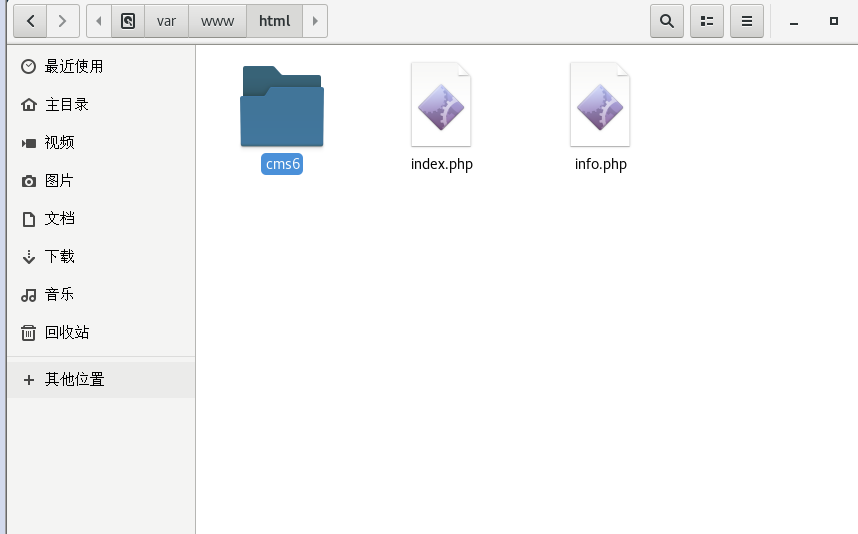 var www html
最近使用
主目录
视频
图片
文档
下载
音乐
回收站
其他位置
cms6 index.php info.php